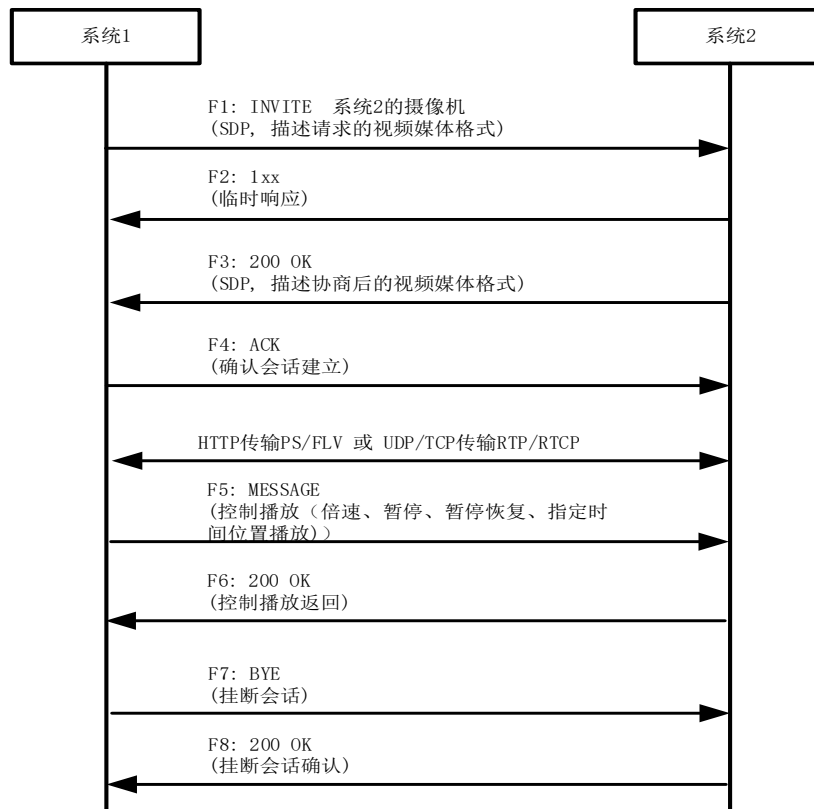 系统1
系统2
F1: INVITE 系统2的摄像机
(SDP, 描述请求的视频媒体格式)
F2: 1xx
(临时响应)
F3: 200 OK
(SDP, 描述协商后的视频媒体格式)
F4: ACK
(确认会话建立)
HTTP传输PS/FLV 或 UDP/TCP传输RTP/RTCP
F5: MESSAGE
(控制播放（倍速、暂停、暂停恢复、指定时
间位置播放)）
F6: 200 OK
(控制播放返回)
F7: BYE
(挂断会话)
F8: 200 OK
(挂断会话确认)